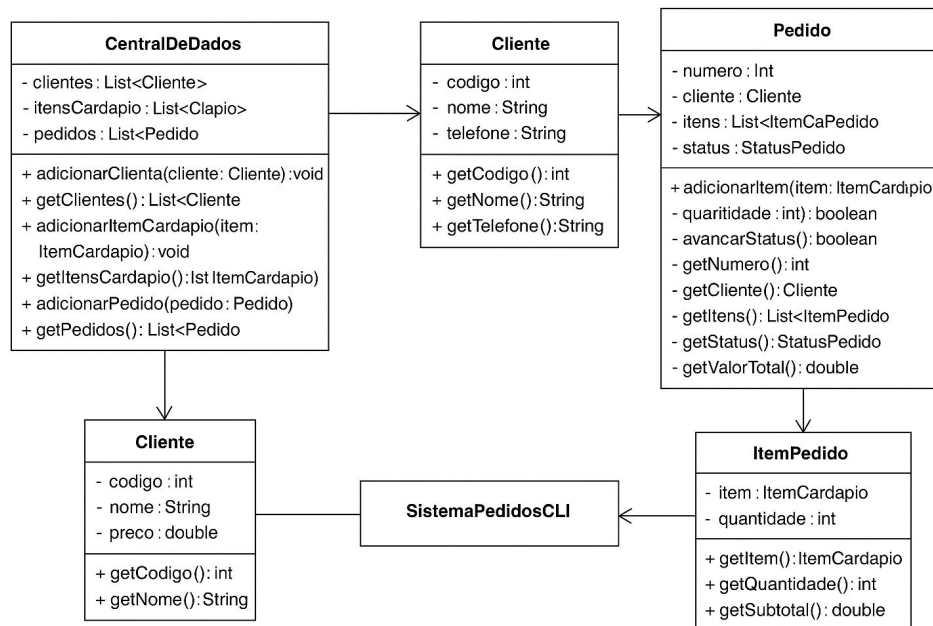 CentralDeDados
- clientes : List<Cliente>
- itensCardapio : List<Clapio>
- pedidos : List<Pedido
+ adicionarClienta(cliente: Cliente) :void
+ getClientes() : List<Cliente
+ adicionarItemCardapio(item:
ItemCardapio) : void
+ getItensCardapio() : Ist ItemCardapio)
+ adicionarPedido(pedido : Pedido)
+ getPedidos() : List<Pedido
Cliente
- codigo : int
- nome : String
- telefone : String
+ getCodigo() : int
+ getNome() : String
+ getTelefone() : String
Pedido
- numero : Int
- cliente : Cliente
- itens : List<ItemCaPedido
- status : StatusPedido
+ adicionarItem(item: ItemCardapio
- quaritidade : int) : boolean
- avancarStatus() : boolean
- getNumero() : int
- getCliente() : Cliente
- getItens() : List<ItemPedido
- getStatus() : StatusPedido
- getValorTotal() : double
Cliente
- codigo : int
- nome : String
- preco : double
+ getCodigo() : int
+ getNome() : String
SistemaPedidosCLI
ItemPedido
- item : ItemCardapio
- quantidade : int
+ getItem() : ItemCardapio
+ getQuantidade() : int
+ getSubtotal() : double